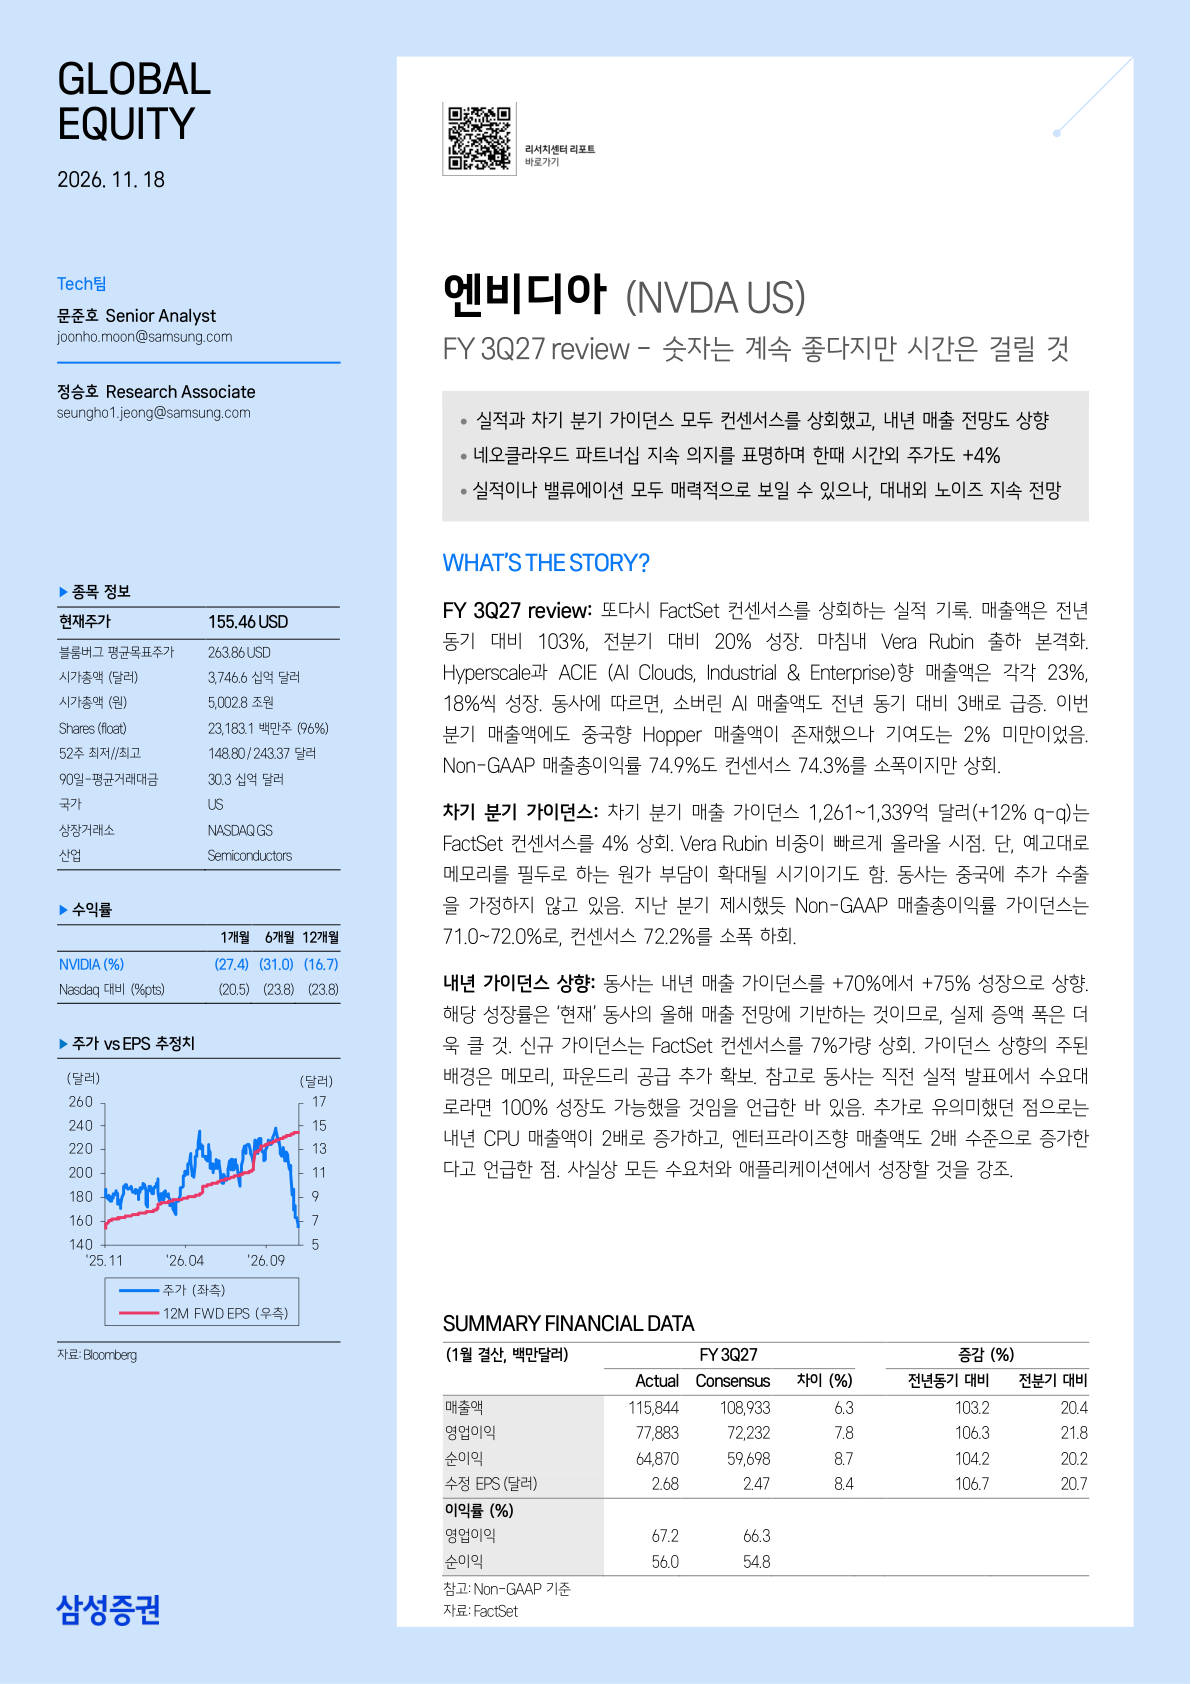 GLOBAL
EQUITY
2026. 11. 18
Tech팀
문준호 Senior Analyst
joonho.moon@samsung.com
정승호 Research Associate
seungho1.jeong@samsung.com
▶ 종목 정보
현재주가 155.46 USD
블룸버그 평균목표주가 263.86 USD
시가총액 (달러) 3,746.6 십억 달러
시가총액 (원) 5,002.8 조원
Shares (float) 23,183.1 백만주 (96%)
52주 최저//최고 148.80 / 243.37 달러
90일-평균거래대금 30.3 십억 달러
국가 US
상장거래소 NASDAQ GS
산업 Semiconductors
▶ 수익률
1개월 6개월 12개월
NVIDIA (%) (27.4) (31.0) (16.7)
Nasdaq 대비 (%pts) (20.5) (23.8) (23.8)
▶ 주가 vs EPS 추정치
(달러) (달러)
260 17
240 15
220 13
200 11
180 9
160 7
140 5
'25.11 '26.04 '26.09
주가 (좌측)
12M FWD EPS (우측)
자료: Bloomberg
삼성증권
리서치센터 리포트
바로가기
엔비디아 (NVDA US)
FY 3Q27 review - 숫자는 계속 좋다지만 시간은 걸릴 것
• 실적과 차기 분기 가이던스 모두 컨센서스를 상회했고, 내년 매출 전망도 상향
• 네오클라우드 파트너십 지속 의지를 표명하며 한때 시간외 주가도 +4%
• 실적이나 밸류에이션 모두 매력적으로 보일 수 있으나, 대내외 노이즈 지속 전망
WHAT'S THE STORY?
FY 3Q27 review: 또다시 FactSet 컨센서스를 상회하는 실적 기록. 매출액은 전년
동기 대비 103%, 전분기 대비 20% 성장. 마침내 Vera Rubin 출하 본격화.
Hyperscale과 ACIE (AI Clouds, Industrial & Enterprise)향 매출액은 각각 23%,
18%씩 성장. 동사에 따르면, 소버린 AI 매출액도 전년 동기 대비 3배로 급증. 이번
분기 매출액에도 중국향 Hopper 매출액이 존재했으나 기여도는 2% 미만이었음.
Non-GAAP 매출총이익률 74.9%도 컨센서스 74.3%를 소폭이지만 상회.
차기 분기 가이던스: 차기 분기 매출 가이던스 1,261~1,339억 달러(+12% q-q)는
FactSet 컨센서스를 4% 상회. Vera Rubin 비중이 빠르게 올라올 시점. 단, 예고대로
메모리를 필두로 하는 원가 부담이 확대될 시기이기도 함. 동사는 중국에 추가 수출
을 가정하지 않고 있음. 지난 분기 제시했듯 Non-GAAP 매출총이익률 가이던스는
71.0~72.0%로, 컨센서스 72.2%를 소폭 하회.
내년 가이던스 상향: 동사는 내년 매출 가이던스를 +70%에서 +75% 성장으로 상향.
해당 성장률은 ‘현재’ 동사의 올해 매출 전망에 기반하는 것이므로, 실제 증액 폭은 더
욱 클 것. 신규 가이던스는 FactSet 컨센서스를 7%가량 상회. 가이던스 상향의 주된
배경은 메모리, 파운드리 공급 추가 확보. 참고로 동사는 직전 실적 발표에서 수요대
로라면 100% 성장도 가능했을 것임을 언급한 바 있음. 추가로 유의미했던 점으로는
내년 CPU 매출액이 2배로 증가하고, 엔터프라이즈향 매출액도 2배 수준으로 증가한
다고 언급한 점. 사실상 모든 수요처와 애플리케이션에서 성장할 것을 강조.
SUMMARY FINANCIAL DATA
(1월 결산, 백만달러) FY 3Q27 증감 (%)
Actual Consensus 차이 (%) 전년동기 대비 전분기 대비
매출액 115,844 108,933 6.3 103.2 20.4
영업이익 77,883 72,232 7.8 106.3 21.8
순이익 64,870 59,698 8.7 104.2 20.2
수정 EPS (달러) 2.68 2.47 8.4 106.7 20.7
이익률 (%)
영업이익 67.2 66.3
순이익 56.0 54.8
참고: Non-GAAP 기준
자료: FactSet